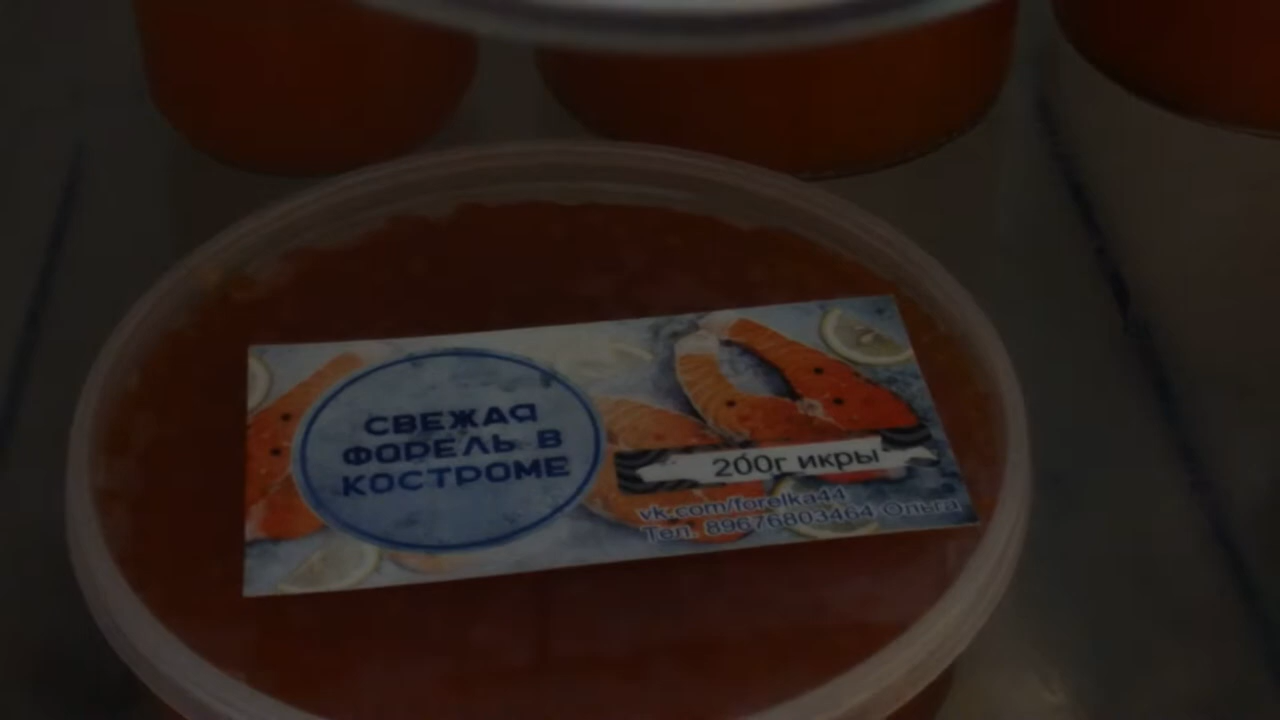 СВЕЖАЯ
ФОРЕЛЬ В
КОСТРОМЕ
200г икры
vk.com/forelka44
Тел. 89676803464 Ольга